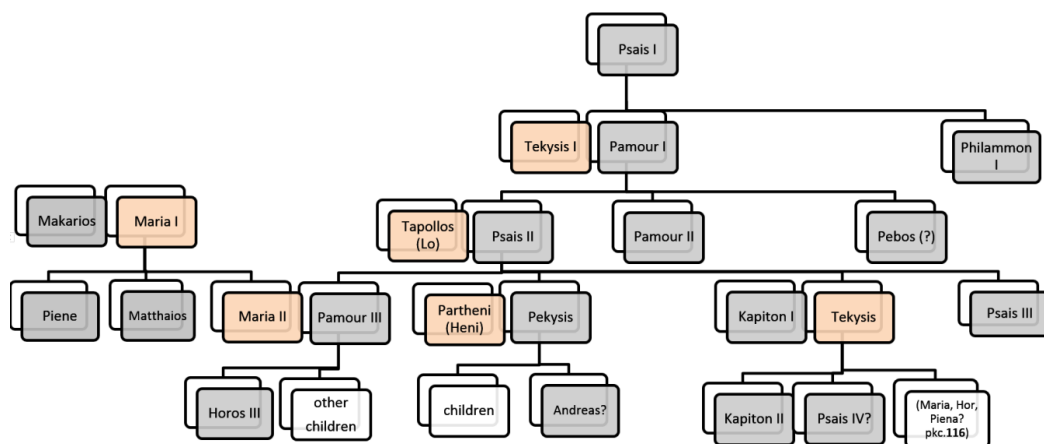 Psais I
Tekysis I
Pamour I
Philammon
I
Makarios
Maria I
Tapollos
(Lo)
Psais II
Pamour II
Pebos (?)
Piene
Matthaios
Maria II
Pamour III
Partheni
(Heni)
Pekysis
Kapiton I
Tekysis
Psais III
Horos III
other
children
children
Andreas?
Kapiton II
Psais IV?
(Maria, Hor,
Piena?
pkc.116)